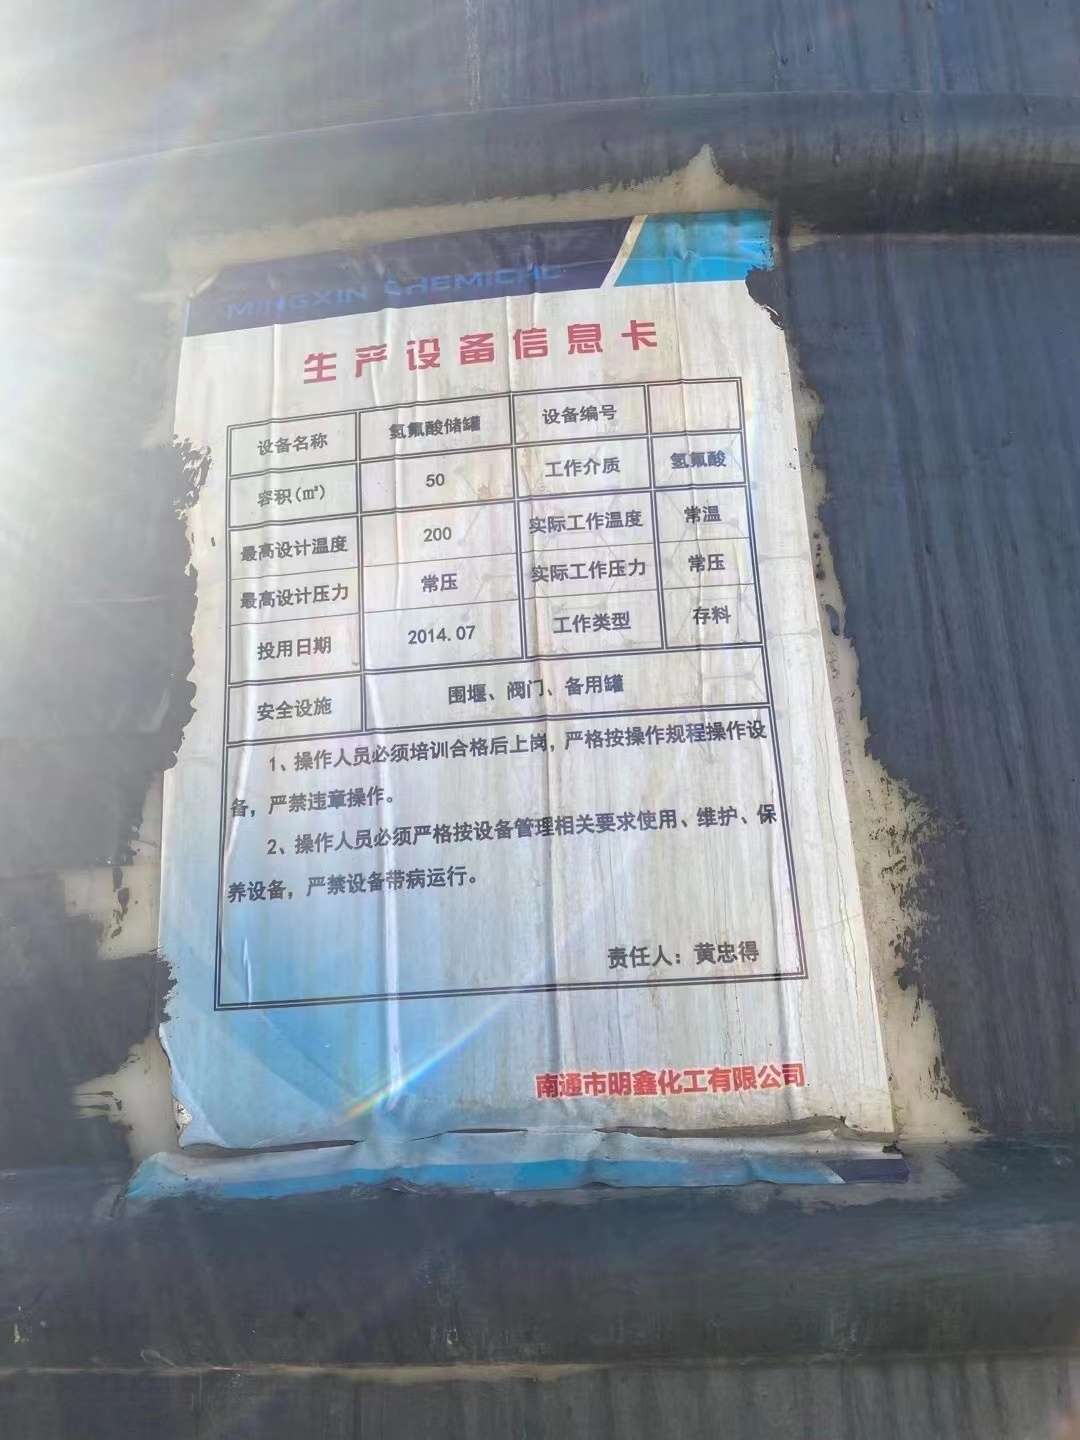 MINGXIN CHEMICAL
生产设备信息卡
设备名称 氢氟酸储罐 设备编号
容积(㎡) 50 工作介质 氢氟酸
最高设计温度 200 实际工作温度 常温
最高设计压力 常压 实际工作压力 常压
投用日期 2014.07 工作类型 存料
安全设施 围堰、阀门、备用罐
1、操作人员必须培训合格后上岗，严格按操作规程操作设
备，严禁违章操作。
2、操作人员必须严格按设备管理相关要求使用、维护、保
养设备，严禁设备带病运行。
责任人：黄忠得
南通市明鑫化工有限公司